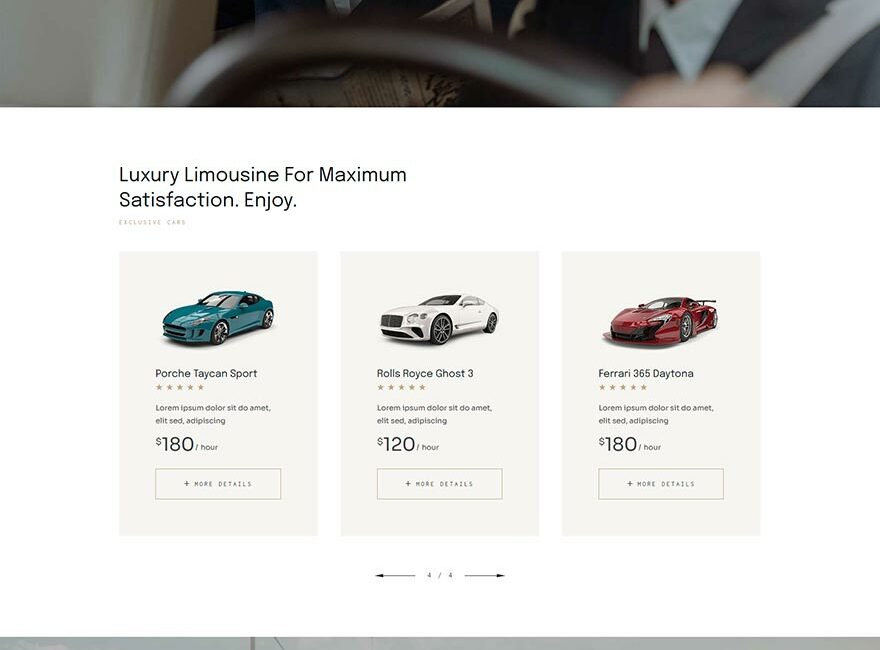 Luxury Limousine For Maximum
Satisfaction. Enjoy.
EXCLUSIVE CARS
Porche Taycan Sport
★★★★★
Lorem ipsum dolor sit do amet,
elit sed, adipiscing
$180 / hour
+ MORE DETAILS
Rolls Royce Ghost 3
★★★★★
Lorem ipsum dolor sit do amet,
elit sed, adipiscing
$120 / hour
+ MORE DETAILS
Ferrari 365 Daytona
★★★★★
Lorem ipsum dolor sit do amet,
elit sed, adipiscing
$180 / hour
+ MORE DETAILS
4 / 4